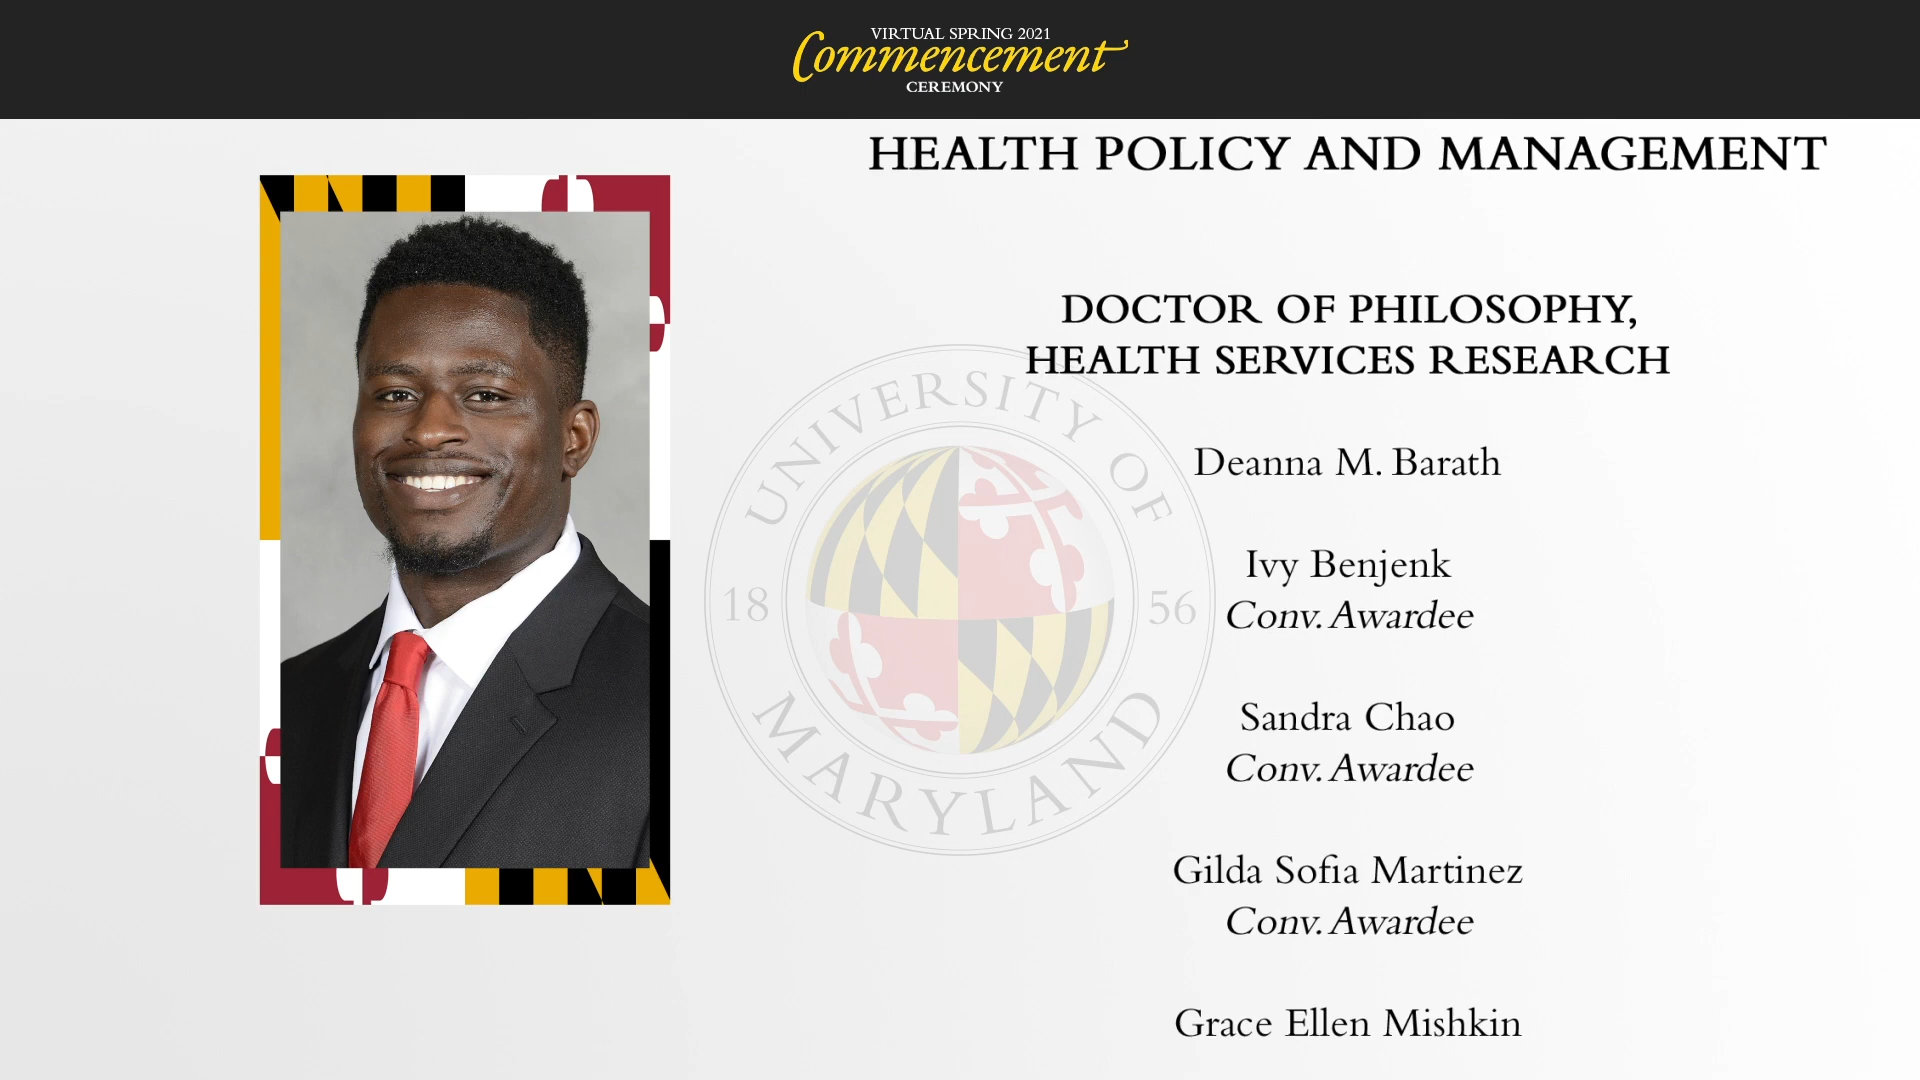 VIRTUAL SPRING 2021
Commencement
CEREMONY
HEALTH POLICY AND MANAGEMENT
DOCTOR OF PHILOSOPHY,
HEALTH SERVICES RESEARCH
Deanna M. Barath
Ivy Benjenk
Conv. Awardee
Sandra Chao
Conv. Awardee
Gilda Sofia Martinez
Conv. Awardee
Grace Ellen Mishkin
UNIVERSITY OF
18 56
MARYLAND